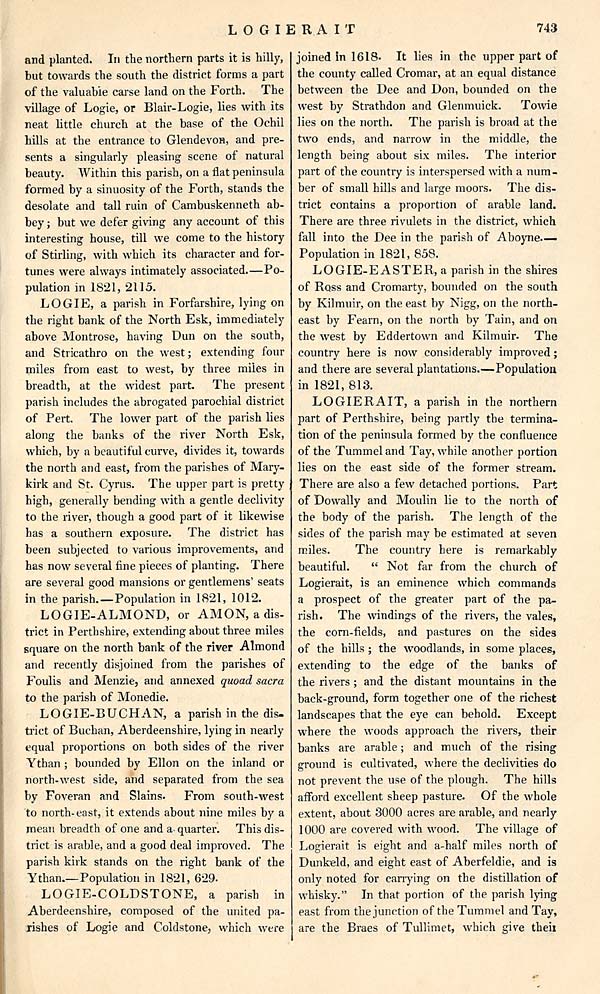 LOGIERAIT
743
and planted. In the northern parts it is hilly,
but towards the south the district forms a part
of the valuable carse land on the Forth. The
village of Logie, or Blair-Logie, lies with its
neat little church at the base of the Ochil
hills at the entrance to Glendevon, and pre-
sents a singularly pleasing scene of natural
beauty. Within this parish, on a flat peninsula
formed by a sinuosity of the Forth, stands the
desolate and tall ruin of Cambuskenneth ab-
bey; but we defer giving any account of this
interesting house, till we come to the history
of Stirling, with which its character and for-
tunes were always intimately associated.—Po-
pulation in 1821, 2115.
LOGIE, a parish in Forfarshire, lying on
the right bank of the North Esk, immediately
above Montrose, having Dun on the south,
and Stricathro on the west; extending four
miles from east to west, by three miles in
breadth, at the widest part. The present
parish includes the abrogated parochial district
of Pert. The lower part of the parish lies
along the banks of the river North Esk,
which, by a beautiful curve, divides it, towards
the north and east, from the parishes of Mary-
kirk and St. Cyrus. The upper part is pretty
high, generally bending with a gentle declivity
to the river, though a good part of it likewise
has a southern exposure. The district has
been subjected to various improvements, and
has now several fine pieces of planting. There
are several good mansions or gentlemens' seats
in the parish.—Population in 1821, 1012.
LOGIE-ALMOND, or AMON, a dis-
trict in Perthshire, extending about three miles
square on the north bank of the river Almond
and recently disjoined from the parishes of
Foulis and Menzie, and annexed quoad sacra
to the parish of Monedie.
LOGIE-BUCHAN, a parish in the dis-
trict of Buchan, Aberdeenshire, lying in nearly
equal proportions on both sides of the river
Ythan; bounded by Ellon on the inland or
north-west side, and separated from the sea
by Foveran and Slains. From south-west
to north-east, it extends about nine miles by a
mean breadth of one and a quarter. This dis-
trict is arable, and a good deal improved. The
parish kirk stands on the right bank of the
Ythan.—Population in 1821, 629.
LOGIE-COLDSTONE, a parish in
Aberdeenshire, composed of the united pa-
rishes of Logie and Coldstone, which were
joined in 1618. It lies in the upper part of
the county called Cromar, at an equal distance
between the Dee and Don, bounded on the
west by Strathdon and Glenmuick. Towie
lies on the north. The parish is broad at the
two ends, and narrow in the middle, the
length being about six miles. The interior
part of the country is interspersed with a num-
ber of small hills and large moors. The dis-
trict contains a proportion of arable land.
There are three rivulets in the district, which
fall into the Dee in the parish of Aboyne.—
Population in 1821, 858.
LOGIE-EASTER, a parish in the shires
of Ross and Cromarty, bounded on the south
by Kilmuir, on the east by Nigg, on the north-
east by Fearn, on the north by Tain, and on
the west by Eddertown and Kilmuir. The
country here is now considerably improved;
and there are several plantations.—Population
in 1821, 813.
LOGIERAIT, a parish in the northern
part of Perthshire, being partly the termina-
tion of the peninsula formed by the confluence
of the Tummel and Tay, while another portion
lies on the east side of the former stream.
There are also a few detached portions. Part
of Dowally and Moulin lie to the north of
the body of the parish. The length of the
sides of the parish may be estimated at seven
miles. The country here is remarkably
beautiful. " Not far from the church of
Logierait, is an eminence which commands
a prospect of the greater part of the pa-
rish. The windings of the rivers, the vales,
the corn-fields, and pastures on the sides
of the hills; the woodlands, in some places,
extending to the edge of the banks of
the rivers; and the distant mountains in the
back-ground, form together one of the richest
landscapes that the eye can behold. Except
where the woods approach the rivers, their
banks are arable; and much of the rising
ground is cultivated, where the declivities do
not prevent the use of the plough. The hills
afford excellent sheep pasture. Of the whole
extent, about 3000 acres are arable, and nearly
1000 are covered with wood. The village of
Logierait is eight and a-half miles north of
Dunkeld, and eight east of Aberfeldie, and is
only noted for carrying on the distillation of
whisky." In that portion of the parish lying
east from the junction of the Tummel and Tay,
are the Braes of Tullimet, which give their